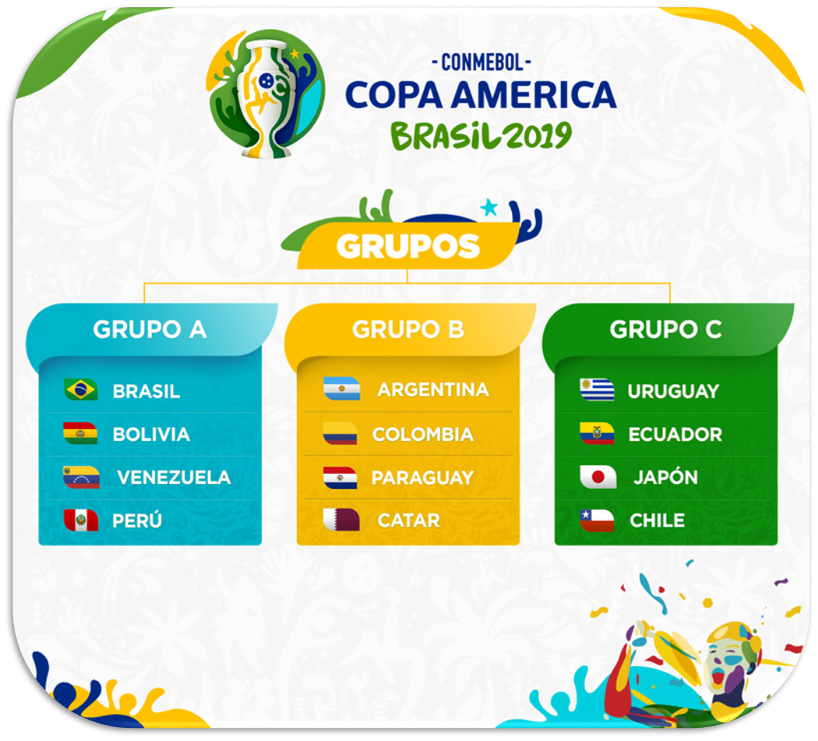 - CONMEBOL -
COPA AMERICA
BRASIL2019
GRUPOS
GRUPO A
BRASIL
BOLIVIA
VENEZUELA
PERÚ
GRUPO B
ARGENTINA
COLOMBIA
PARAGUAY
CATAR
GRUPO C
URUGUAY
ECUADOR
JAPÓN
CHILE